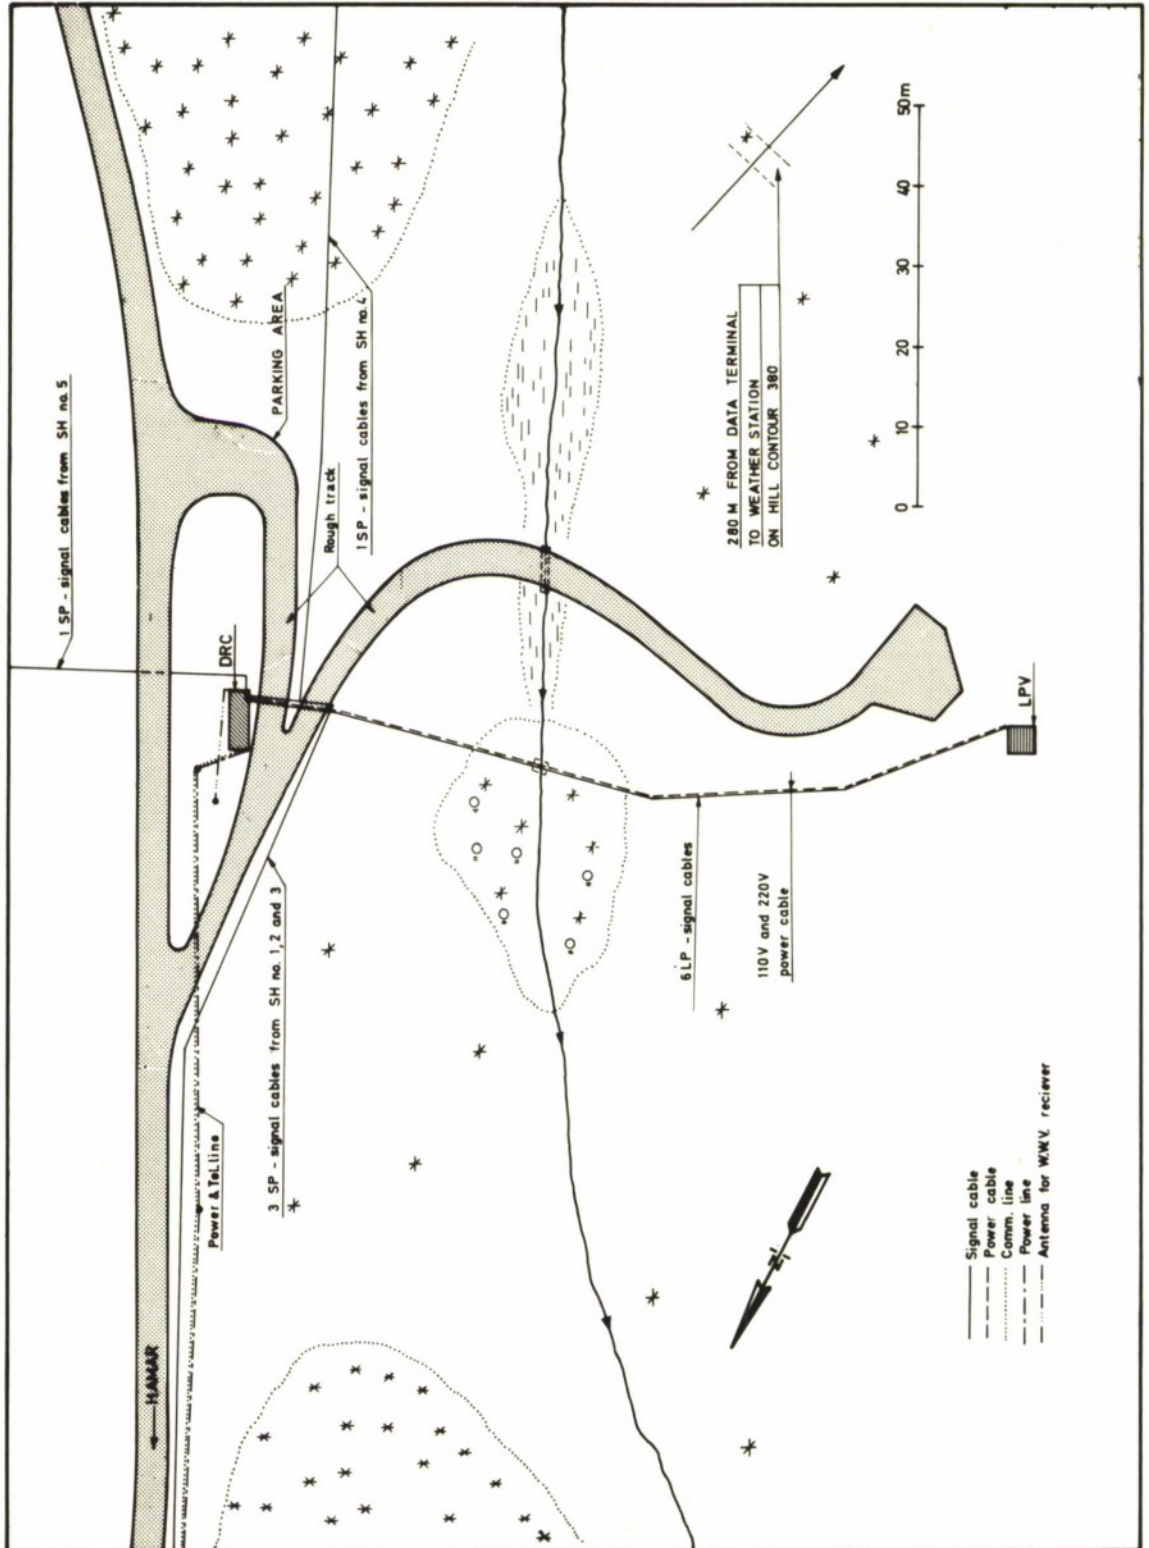 1 SP - signal cables from SH no. 5
DRC
PARKING AREA
Rough track
1 SP - signal cables from SH no. 4
280 M FROM DATA TERMINAL
TO WEATHER STATION
ON HILL CONTOUR 380
0 10 20 30 40 50m
LPV
6 LP - signal cables
110 V and 220V
power cable
3 SP - signal cables from SH no. 1, 2 and 3
Power & Tel. line
HAMAR
N
Signal cable
Power cable
Comm. line
Power line
Antenna for W.W.V. reciever